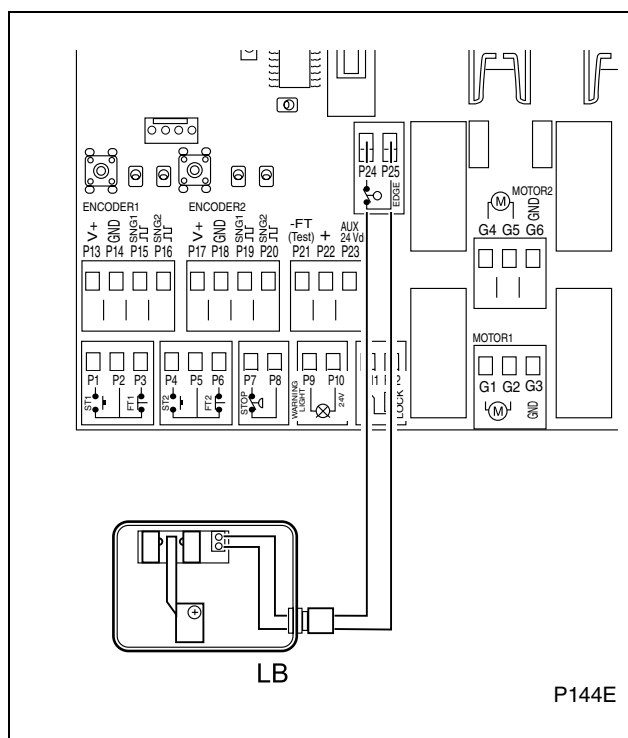 P24 P25
EDGE
ENCODER1
V+ GND SNG1 SNG2
P13 P14 P15 P16
ENCODER2
V+ GND SNG1 SNG2
P17 P18 P19 P20
-FT
(Test) +
P21 P22 P23
AUX
24 Vd
MOTOR2
M
GND
G4 G5 G6
MOTOR1
G1 G2 G3
M
GND
P1 P2 P3
ST1 FT1
P4 P5 P6
ST2 FT2
P7 P8
STOP
P9 P10
WARNING
LIGHT
24V
LOCK
LB
P144E